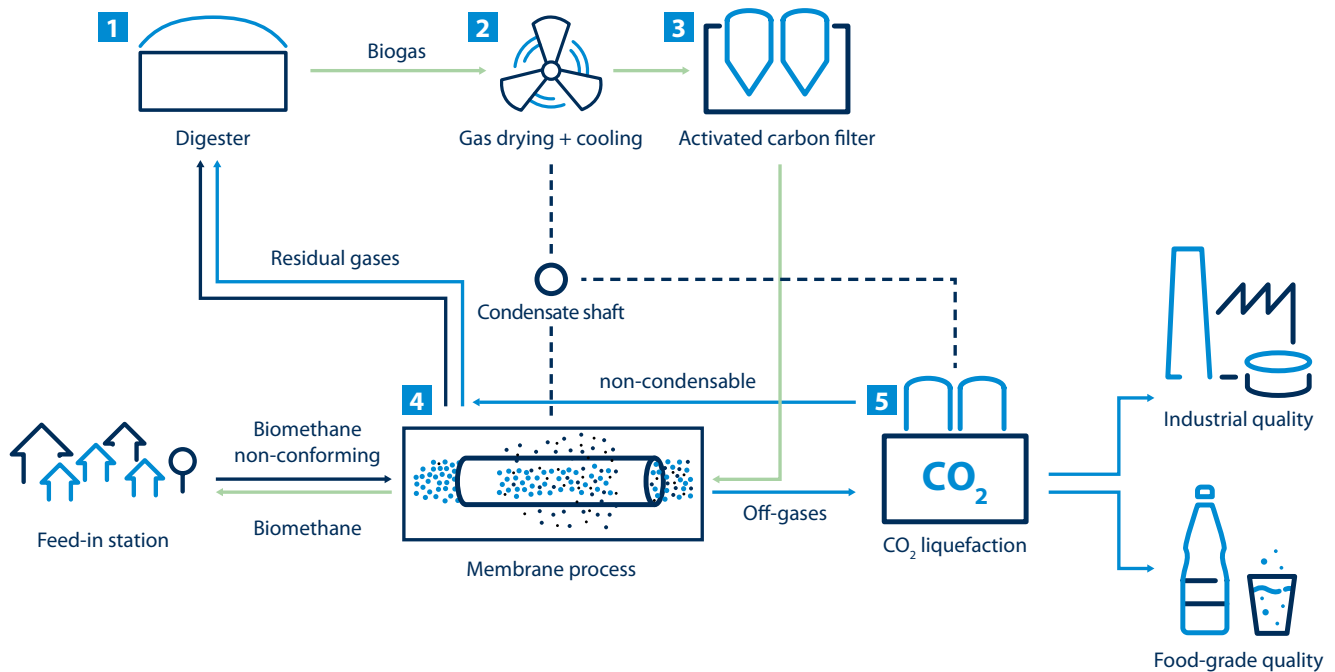 1
2
3
Biogas
Digester
Gas drying + cooling
Activated carbon filter
Residual gases
Condensate shaft
non-condensable
4
5
Biomethane
non-conforming
Industrial quality
CO₂
Biomethane
Off-gases
Feed-in station
CO₂ liquefaction
Membrane process
Food-grade quality